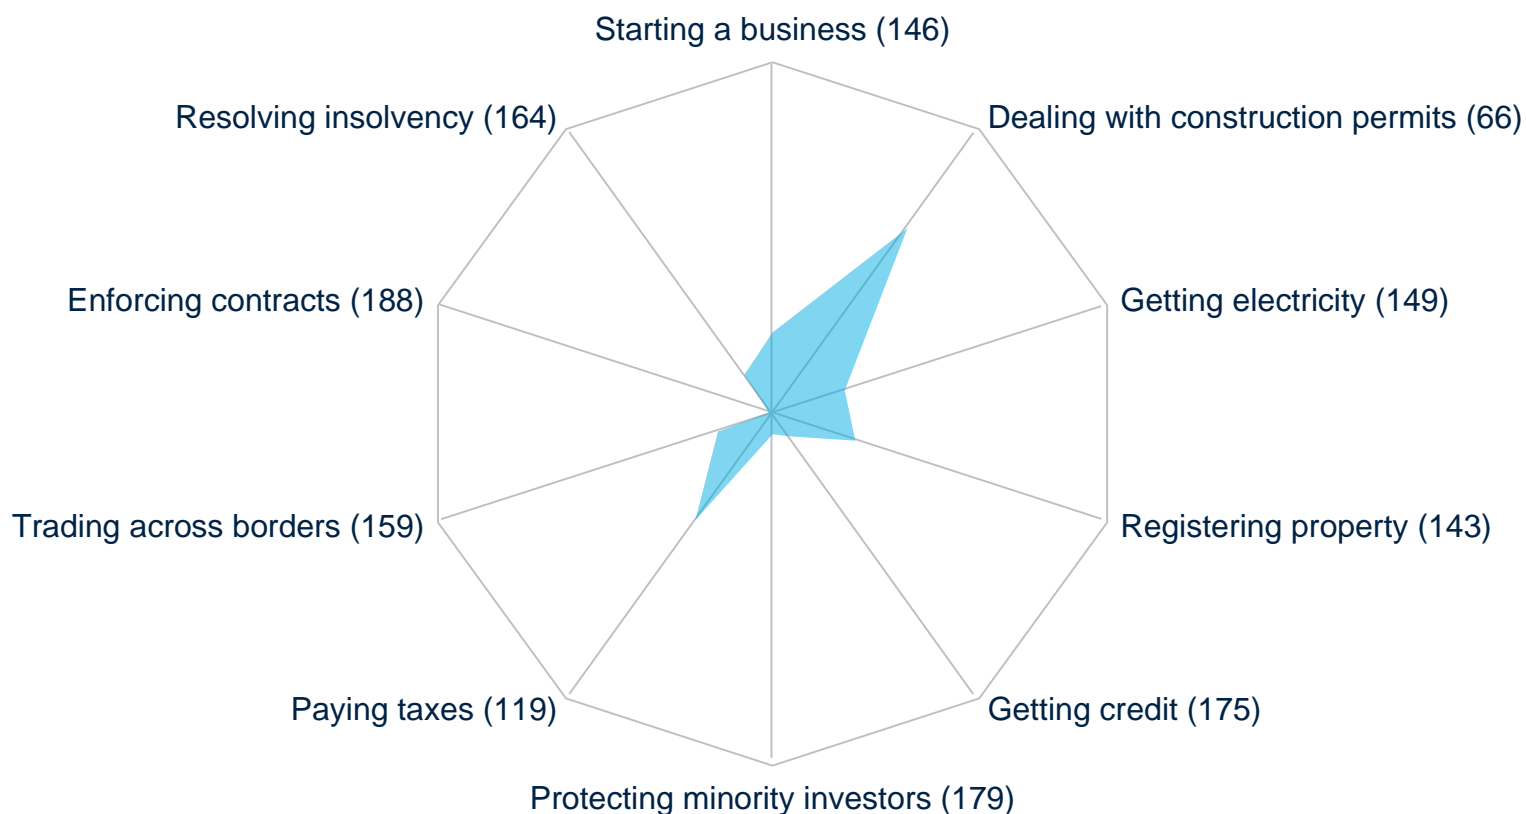 Starting a business (146)
Resolving insolvency (164)
Dealing with construction permits (66)
Enforcing contracts (188)
Getting electricity (149)
Trading across borders (159)
Registering property (143)
Paying taxes (119)
Getting credit (175)
Protecting minority investors (179)